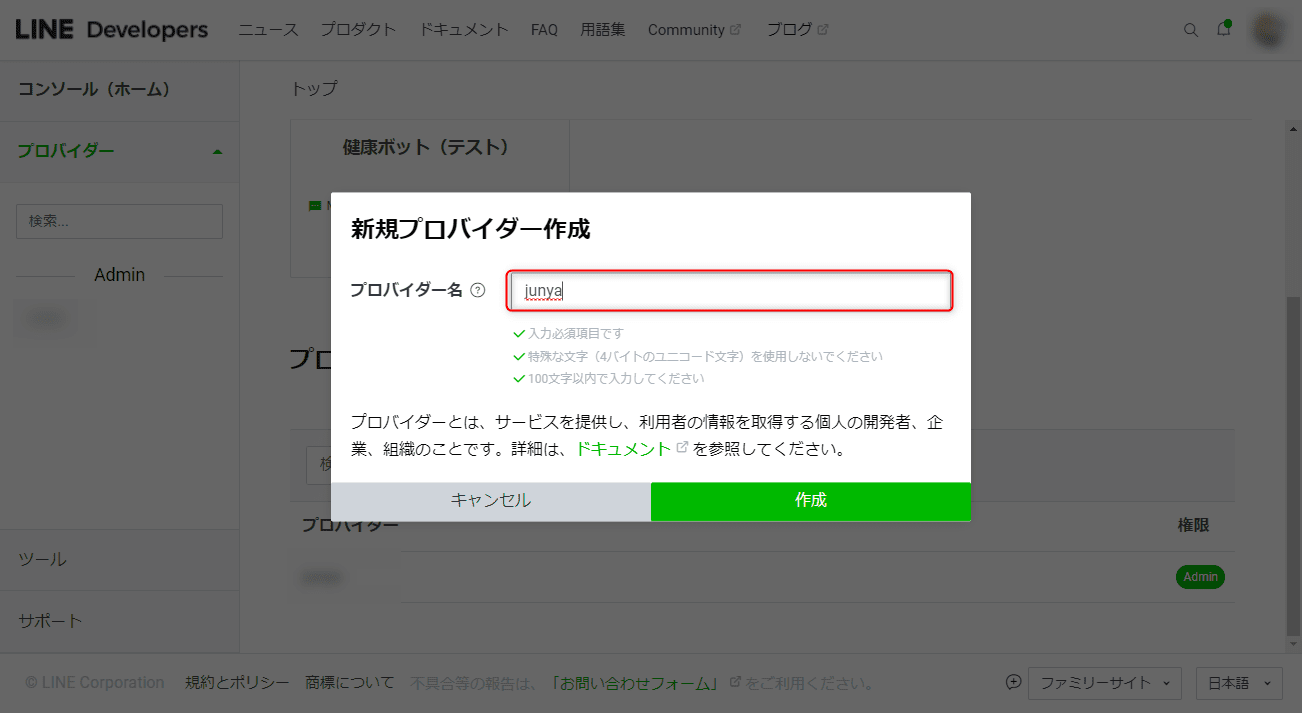 LINE Developers ニュース プロダクト ドキュメント FAQ 用語集 Community ブログ
コンソール（ホーム）
トップ
プロバイダー
健康ボット（テスト）
検索...
Admin
新規プロバイダー作成
プロバイダー名 ?
junya
入力必須項目です
特殊な文字（4バイトのユニコード文字）を使用しないでください
100文字以内で入力してください
プロバイダーとは、サービスを提供し、利用者の情報を取得する個人の開発者、企
業、組織のことです。詳細は、ドキュメント を参照してください。
キャンセル 作成
プロバイダー 権限
Admin
ツール
サポート
© LINE Corporation 規約とポリシー 商標について 不具合等の報告は、「お問い合わせフォーム」 をご利用ください。 ファミリーサイト 日本語